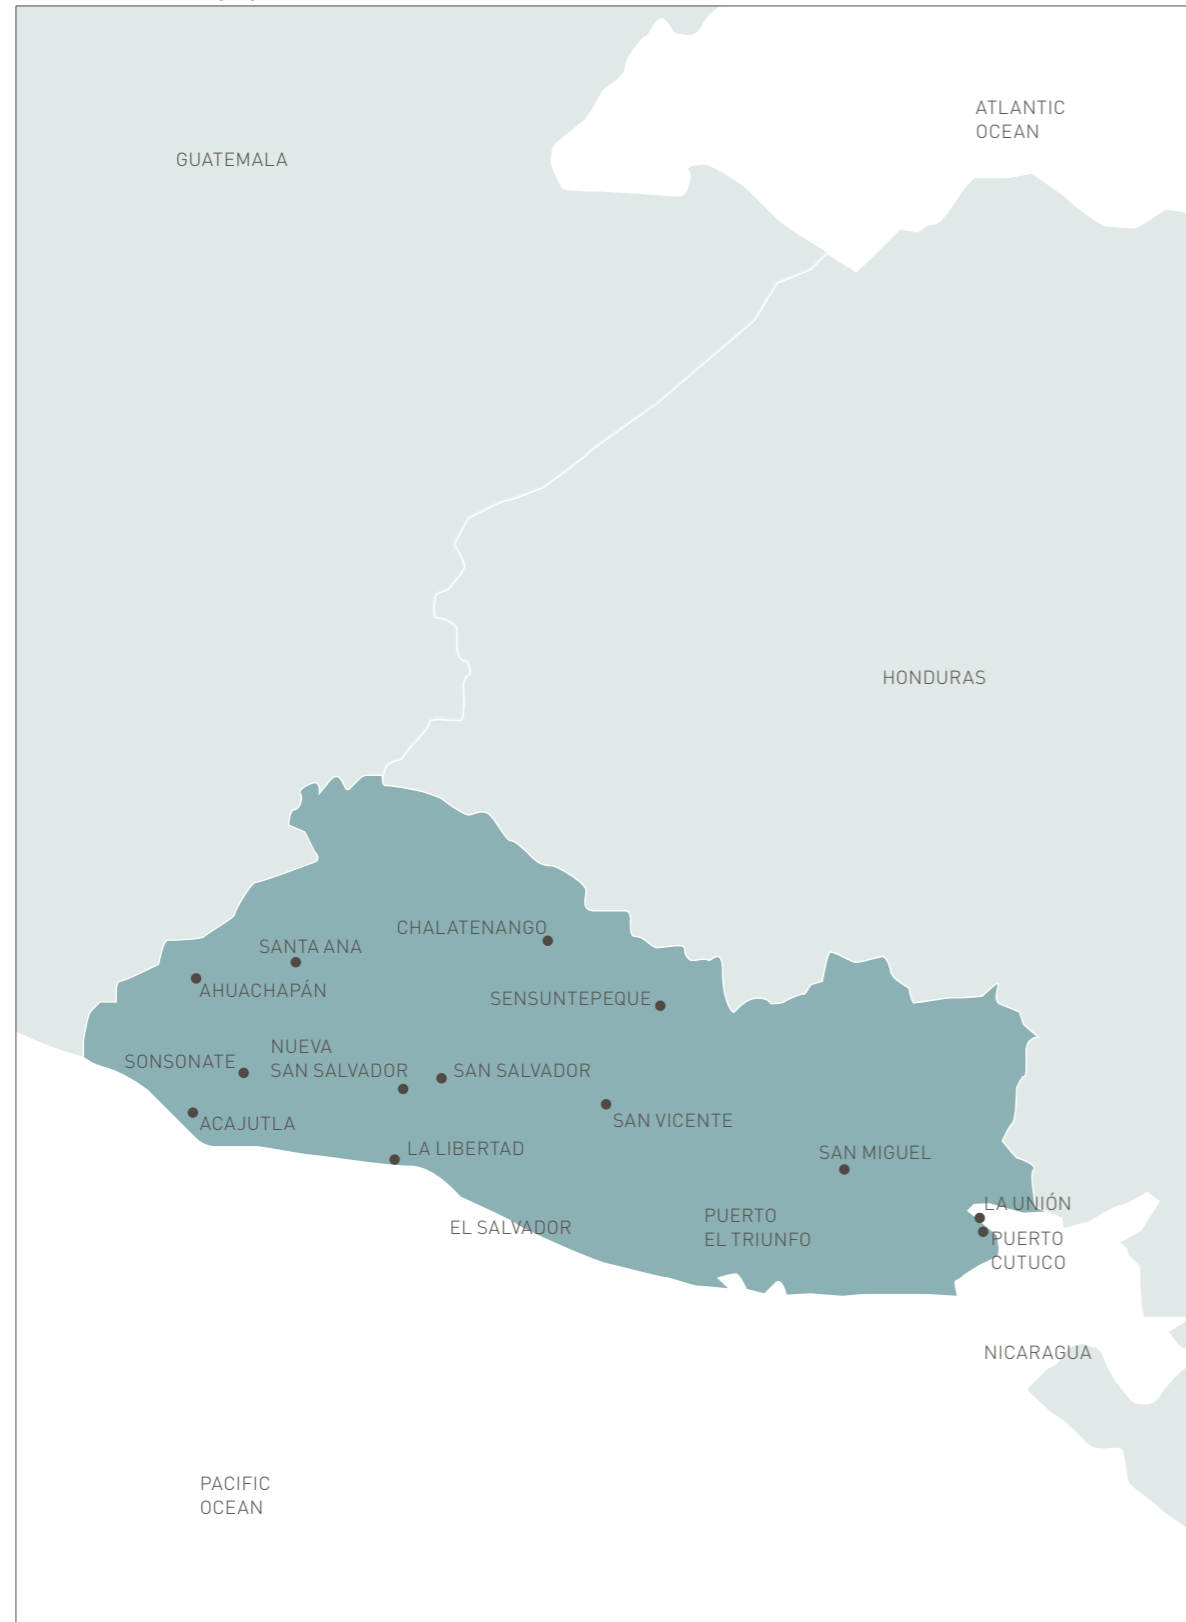 ATLANTIC
OCEAN
GUATEMALA
HONDURAS
CHALATENANGO
SANTA ANA
AHUACHAPÁN
SENSUNTEPEQUE
NUEVA
SAN SALVADOR
SONSONATE
SAN SALVADOR
ACAJUTLA
SAN VICENTE
LA LIBERTAD
SAN MIGUEL
LA UNIÓN
PUERTO
EL TRIUNFO
EL SALVADOR
PUERTO
CUTUCO
NICARAGUA
PACIFIC
OCEAN